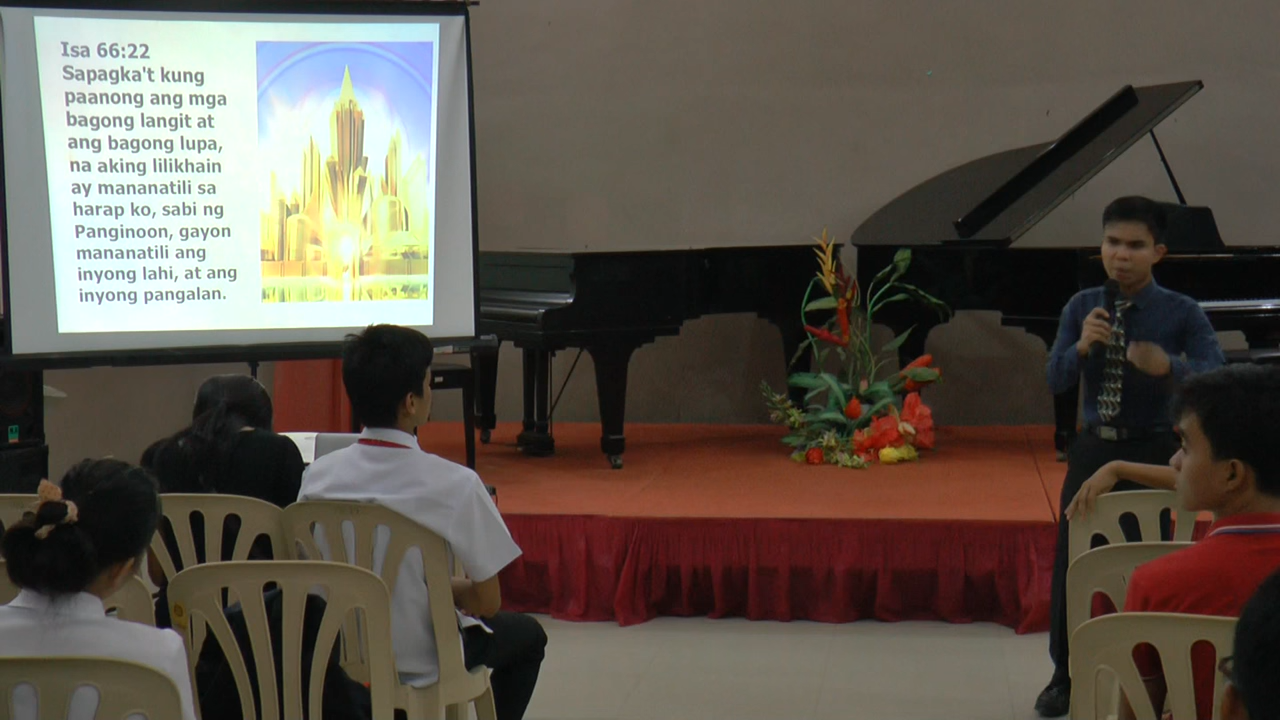 Isa 66:22
Sapagka't kung
paanong ang mga
bagong langit at
ang bagong lupa,
na aking lilikhain
ay mananatili sa
harap ko, sabi ng
Panginoon, gayon
mananatili ang
inyong lahi, at ang
inyong pangalan.